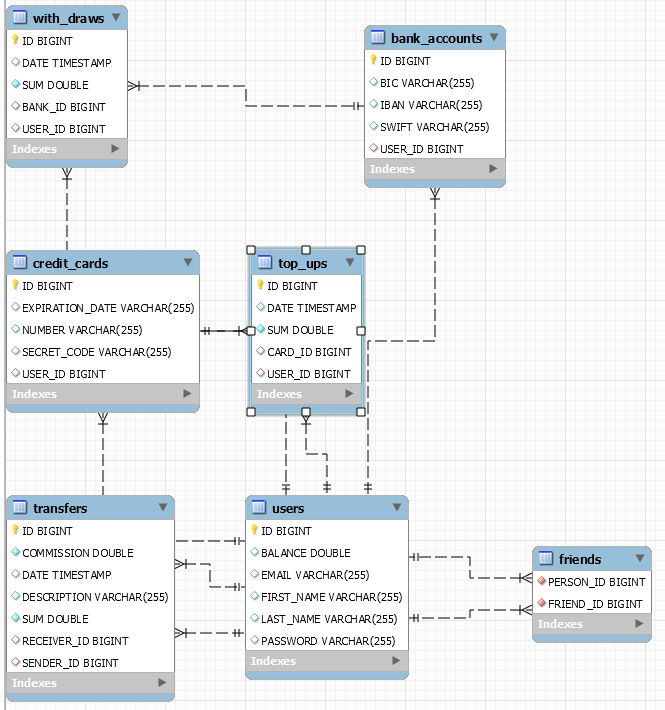 with_draws
ID BIGINT
DATE TIMESTAMP
SUM DOUBLE
BANK_ID BIGINT
USER_ID BIGINT
Indexes
bank_accounts
ID BIGINT
BIC VARCHAR(255)
IBAN VARCHAR(255)
SWIFT VARCHAR(255)
USER_ID BIGINT
Indexes
credit_cards
ID BIGINT
EXPIRATION_DATE VARCHAR(255)
NUMBER VARCHAR(255)
SECRET_CODE VARCHAR(255)
USER_ID BIGINT
Indexes
top_ups
ID BIGINT
DATE TIMESTAMP
SUM DOUBLE
CARD_ID BIGINT
USER_ID BIGINT
Indexes
transfers
ID BIGINT
COMMISSION DOUBLE
DATE TIMESTAMP
DESCRIPTION VARCHAR(255)
SUM DOUBLE
RECEIVER_ID BIGINT
SENDER_ID BIGINT
Indexes
users
ID BIGINT
BALANCE DOUBLE
EMAIL VARCHAR(255)
FIRST_NAME VARCHAR(255)
LAST_NAME VARCHAR(255)
PASSWORD VARCHAR(255)
Indexes
friends
PERSON_ID BIGINT
FRIEND_ID BIGINT
Indexes